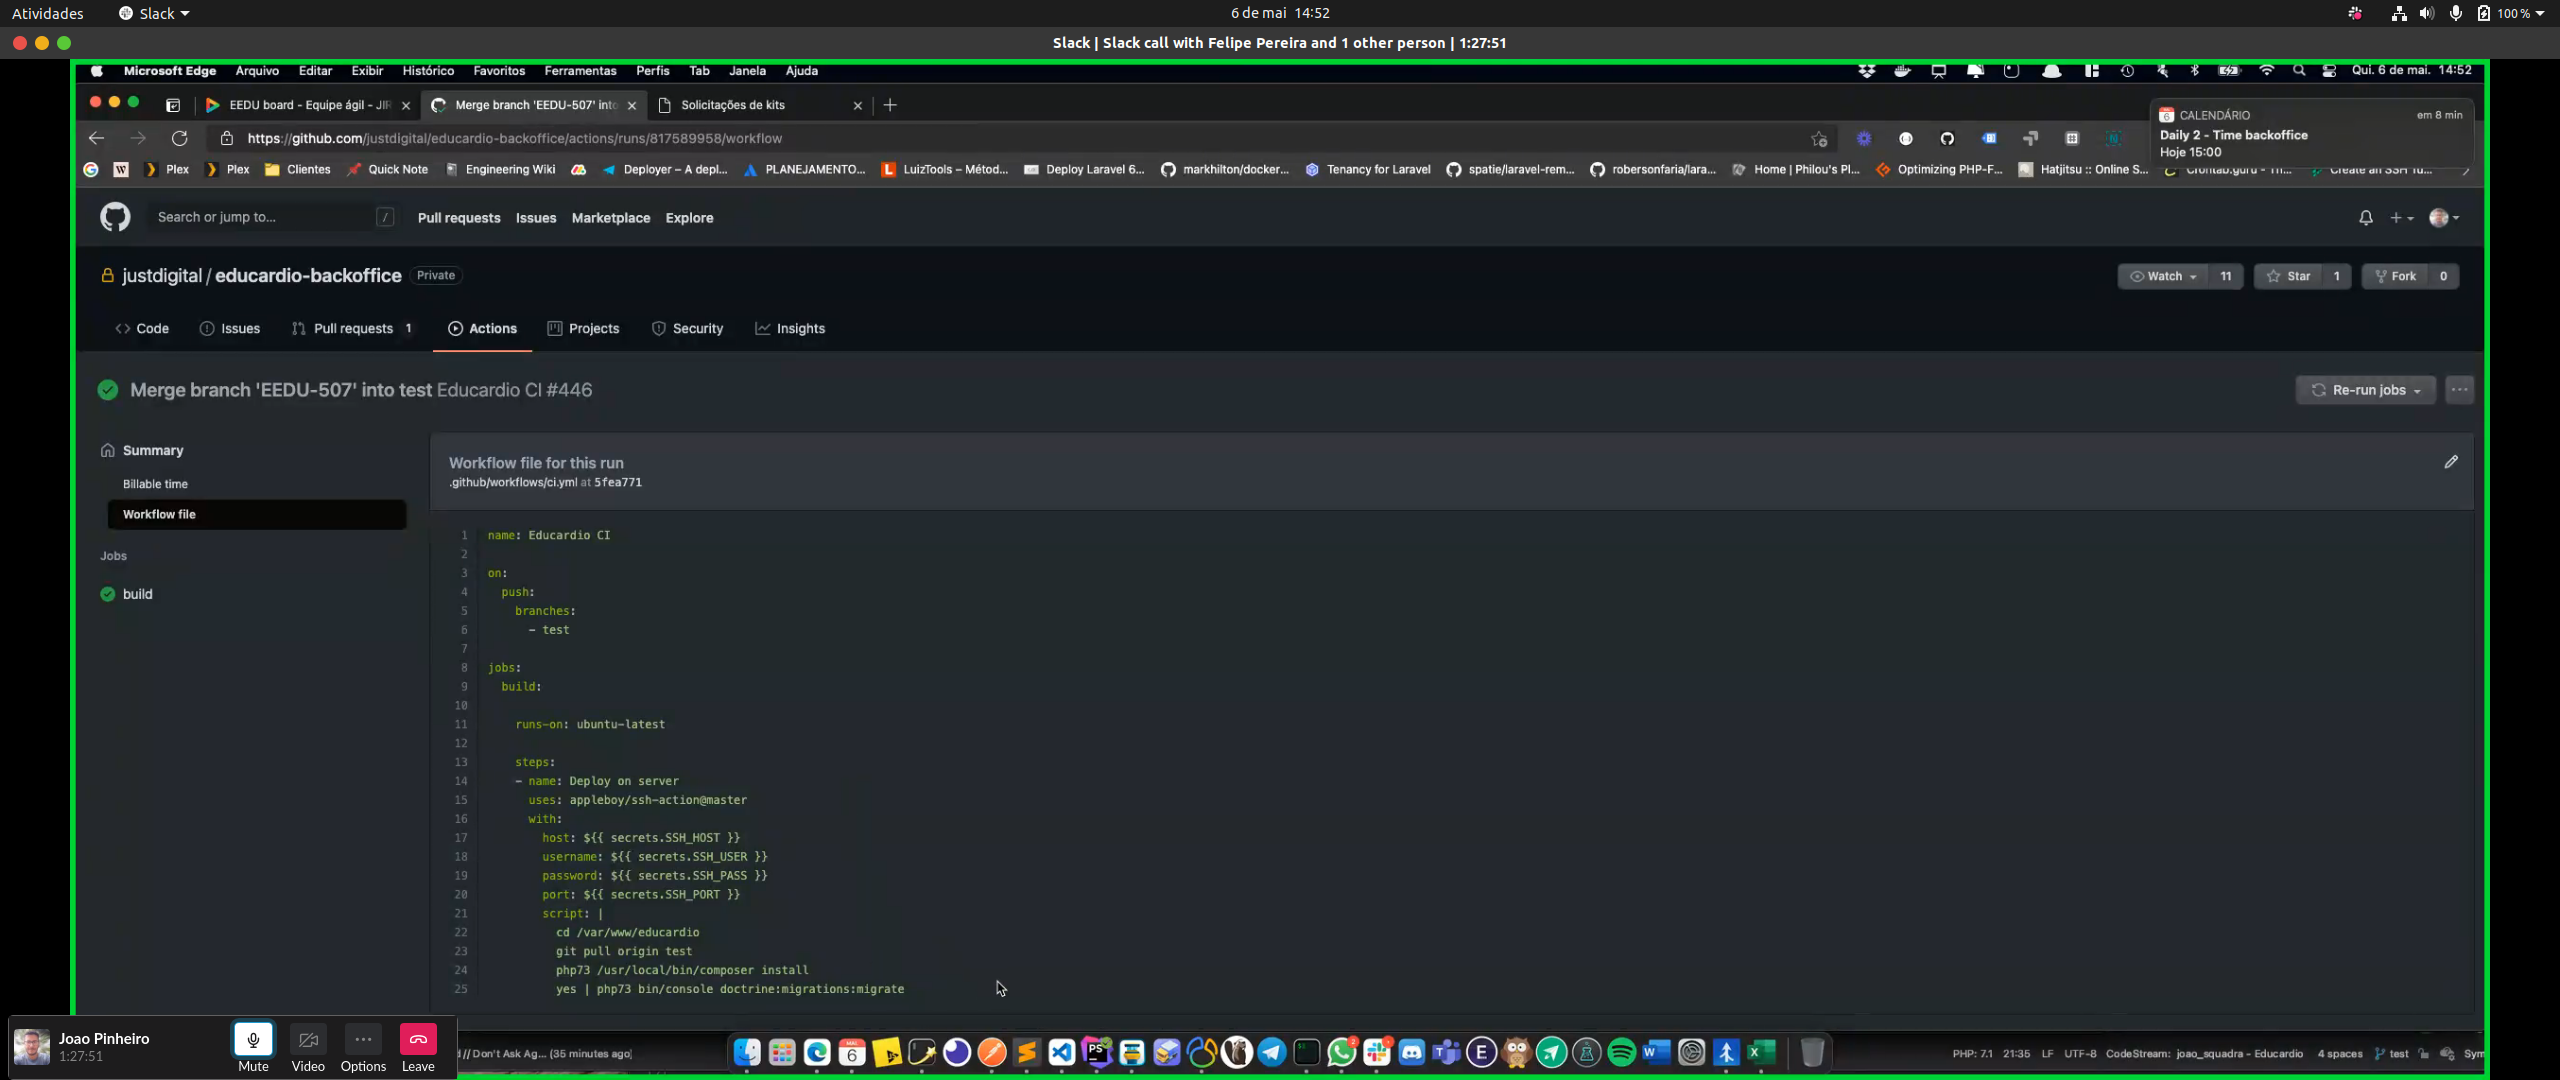 Atividades
Slack
6 de mai 14:52
100 %
Slack | Slack call with Felipe Pereira and 1 other person | 1:27:51
Microsoft Edge Arquivo Editar Exibir Histórico Favoritos Ferramentas Perfis Tab Janela Ajuda
Qui. 6 de mai. 14:52
EEDU board - Equipe ágil - JIR
Merge branch 'EEDU-507' into
Solicitações de kits
CALENDÁRIO
em 8 min
Daily 2 - Time backoffice
Hoje 15:00
https://github.com/justdigital/educardio-backoffice/actions/runs/817589958/workflow
Plex Plex Clientes Quick Note Engineering Wiki Deployer – A depl... PLANEJAMENTO... LuizTools – Métod... Deploy Laravel 6... markhilton/docker... Tenancy for Laravel spatie/laravel-rem... robersonfaria/lara... Home | Philou's Pl... Optimizing PHP-F... Hatjitsu :: Online S...
Search or jump to... /
Pull requests Issues Marketplace Explore
justdigital / educardio-backoffice Private
Watch 11 Star 1 Fork 0
Code Issues Pull requests 1 Actions Projects Security Insights
Merge branch 'EEDU-507' into test Educardio CI #446
Re-run jobs
Summary
Billable time
Workflow file
Jobs
build
Workflow file for this run
.github/workflows/ci.yml at 5fea771
1 name: Educardio CI
2
3 on:
4 push:
5 branches:
6 - test
7
8 jobs:
9 build:
10
11 runs-on: ubuntu-latest
12
13 steps:
14 - name: Deploy on server
15 uses: appleboy/ssh-action@master
16 with:
17 host: ${{ secrets.SSH_HOST }}
18 username: ${{ secrets.SSH_USER }}
19 password: ${{ secrets.SSH_PASS }}
20 port: ${{ secrets.SSH_PORT }}
21 script: |
22 cd /var/www/educardio
23 git pull origin test
24 php73 /usr/local/bin/composer install
25 yes | php73 bin/console doctrine:migrations:migrate
Joao Pinheiro
1:27:51
Mute Video Options Leave
// Don't Ask Ag... (35 minutes ago)
PHP: 7.1 21:35 LF UTF-8 CodeStream: joao_squadra - Educardio 4 spaces test Sym